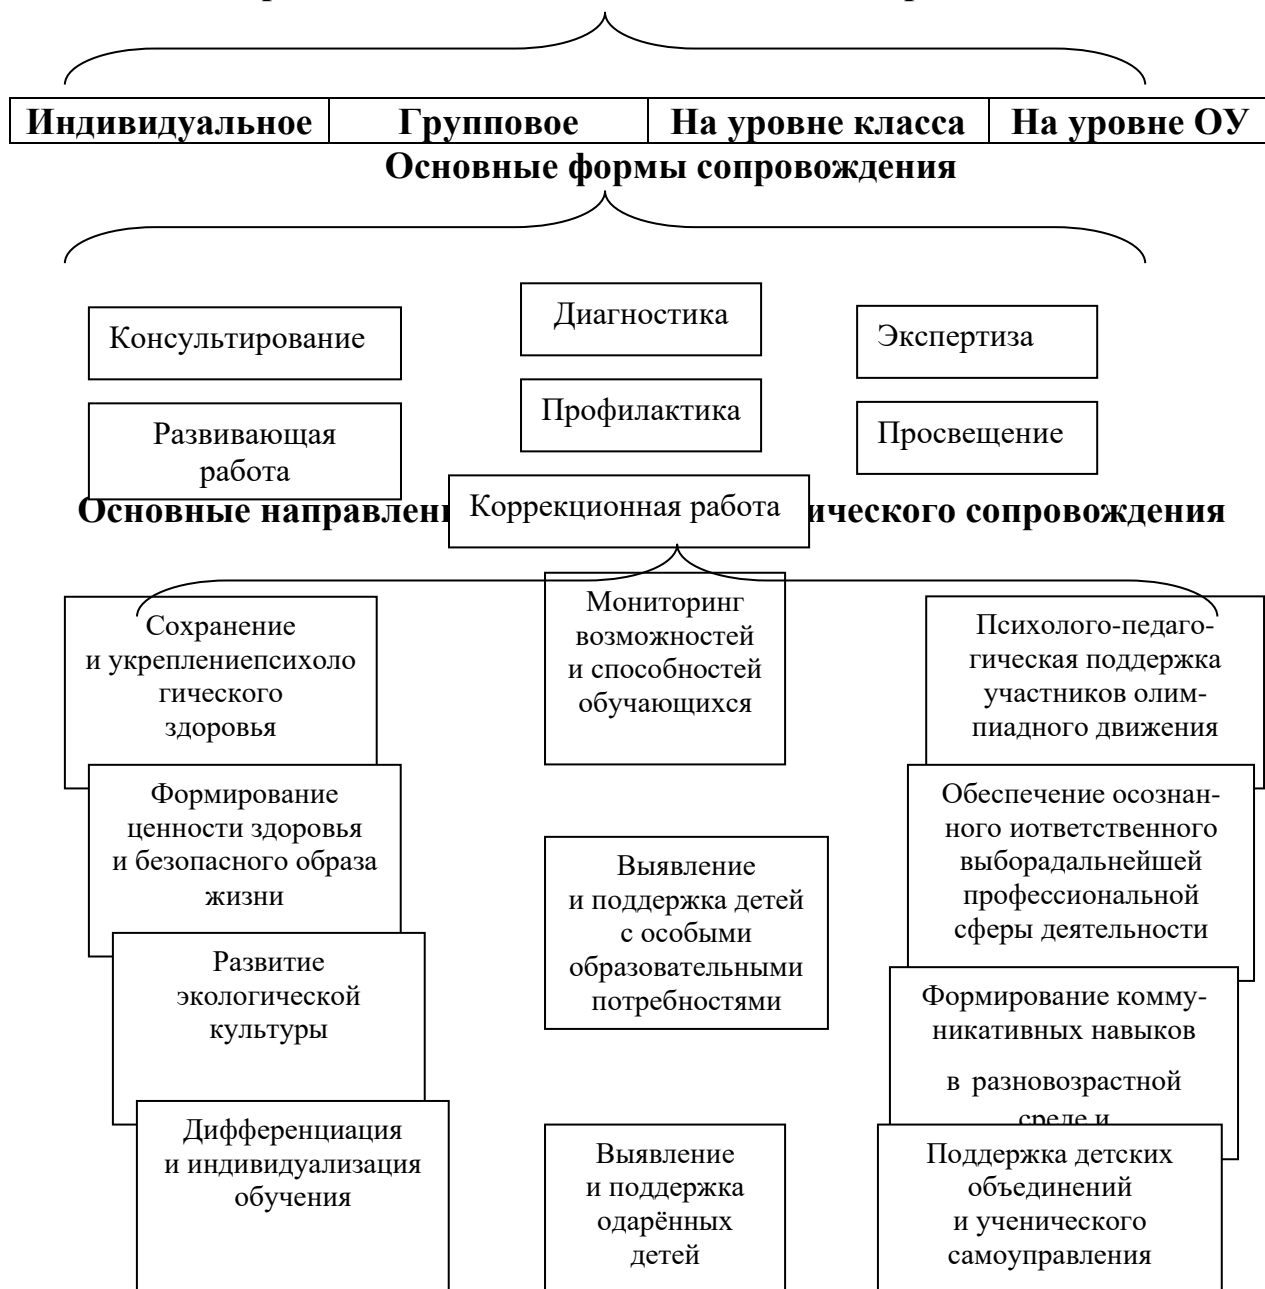 Индивидуальное Групповое На уровне класса На уровне ОУ
Основные формы сопровождения
Консультирование
Диагностика
Экспертиза
Развивающая
работа
Профилактика
Просвещение
Коррекционная работа
Основные ического сопровождения
Сохранение
и укреплениепсихоло
гического
здоровья
Мониторинг
возможностей
и способностей
обучающихся
Психолого-педаго-
гическая поддержка
участников олим-
пиадного движения
Формирование
ценности здоровья
и безопасного образа
жизни
Выявление
и поддержка детей
с особыми
образовательными
потребностями
Обеспечение осознан-
ного иответственного
выборадальнейшей
профессиональной
сферы деятельности
Развитие
экологической
культуры
Формирование комму-
никативных навыков
в разновозрастной
среде и
Дифференциация
и индивидуализация
обучения
Выявление
и поддержка
одарённых
детей
Поддержка детских
объединений
и ученического
самоуправления